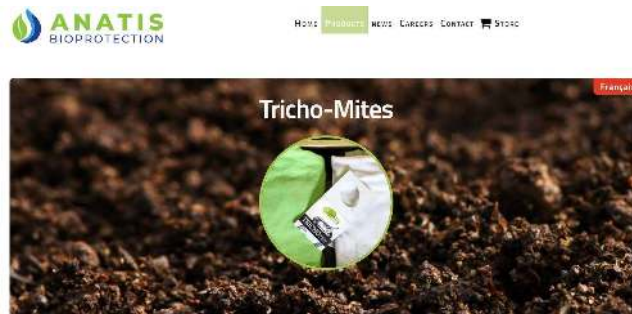 ANATIS
BIOPROTECTION
Home Products News Careers Contact Store
Français
Tricho-Mites